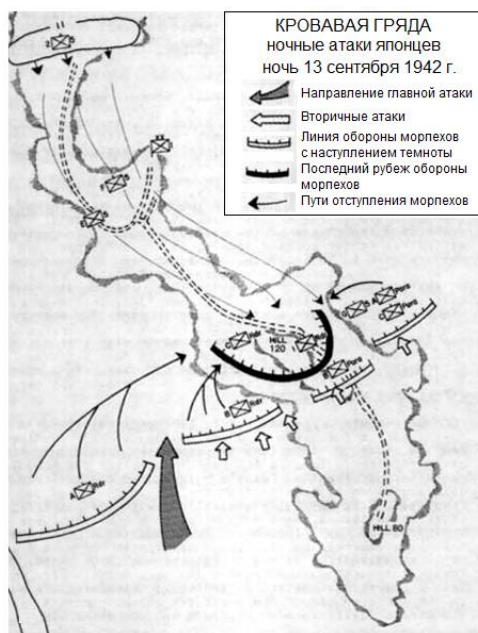 КРОВАВАЯ ГРЯДА
ночные атаки японцев
ночь 13 сентября 1942 г.
Направление главной атаки
Вторичные атаки
Линия обороны морпехов
с наступлением темноты
Последний рубеж обороны
морпехов
Пути отступления морпехов
HILL
120
HILL 80